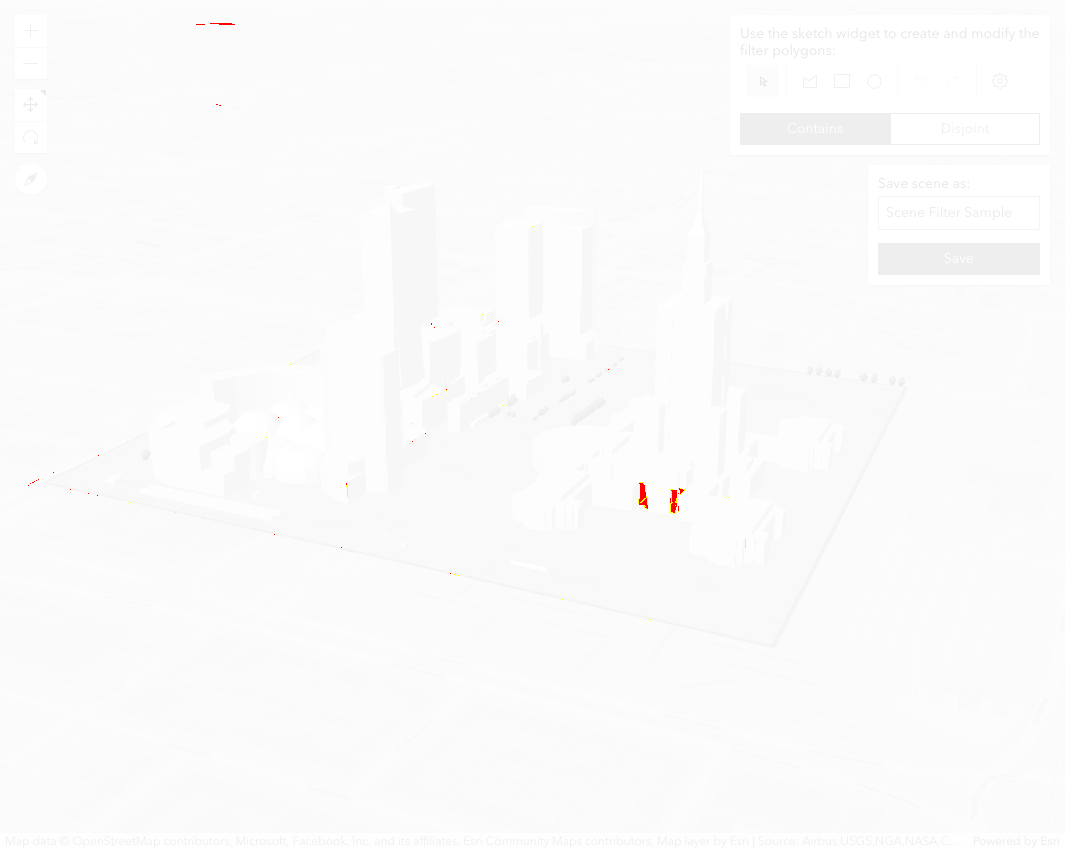 Use the sketch widget to create and modify the
filter polygons:
Contains
Disjoint
Save scene as:
Scene Filter Sample
Save
Map data © OpenStreetMap contributors, Microsoft, Facebook, Inc. and its affiliates, Esri Community Maps contributors, Map layer by Esri | Source: Airbus,USGS,NGA,NASA,C...
Powered by Esri